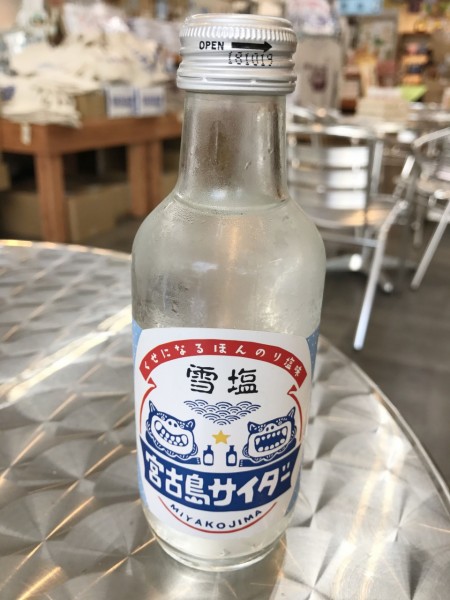 OPEN
181019
くせになるほんのり塩味
雪塩
宮古島サイダー
MIYAKOJIMA